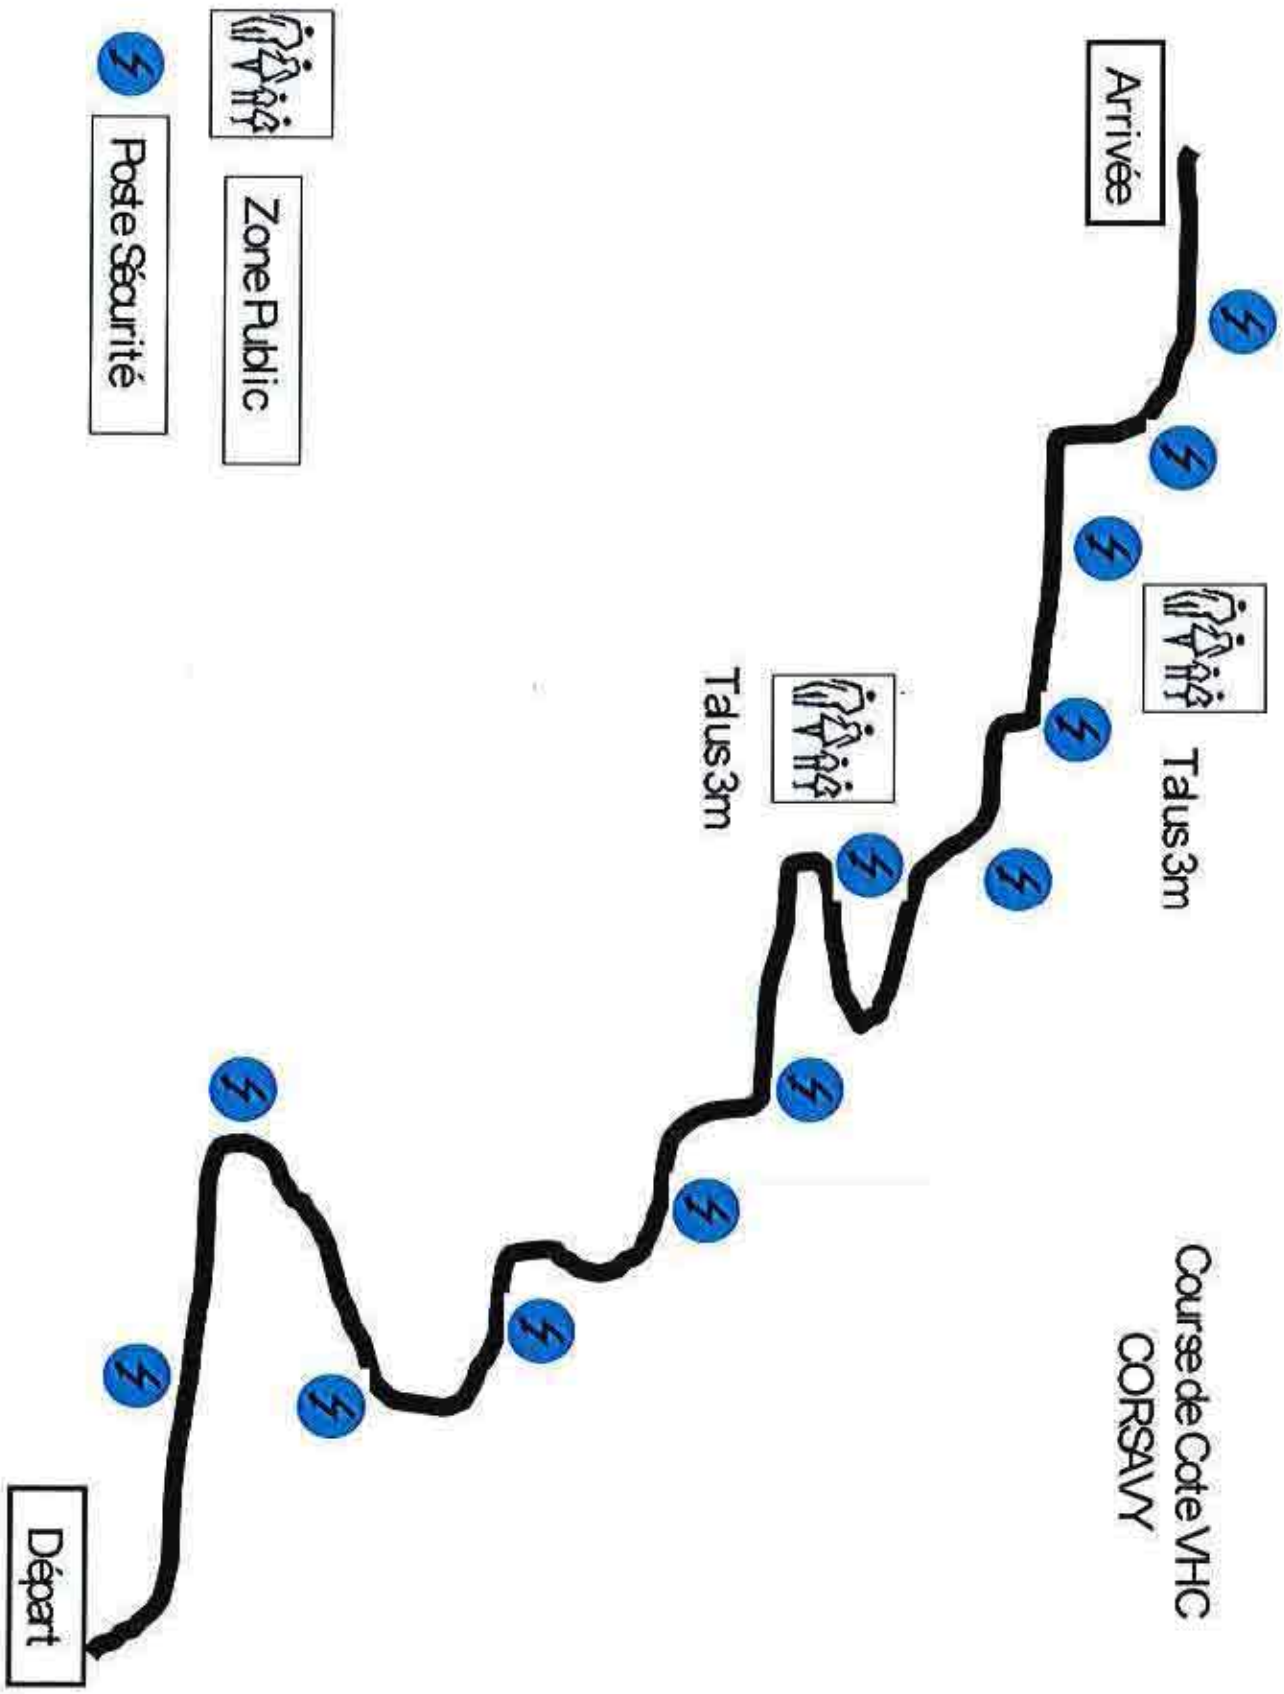 Course de Cote VHC
CORSAVY
Arrivée
Talus 3m
Talus 3m
Zone Public
Poste Sécurité
Départ